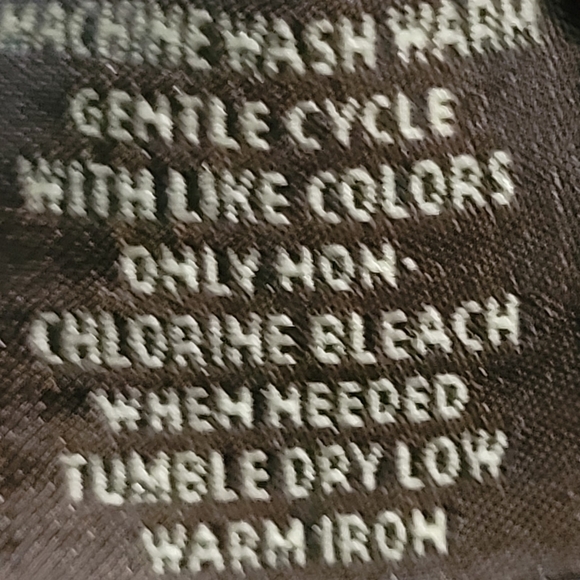 MACHINE WASH WARM
GENTLE CYCLE
WITH LIKE COLORS
ONLY NON-
CHLORINE BLEACH
WHEN NEEDED
TUMBLE DRY LOW
WARM IRON